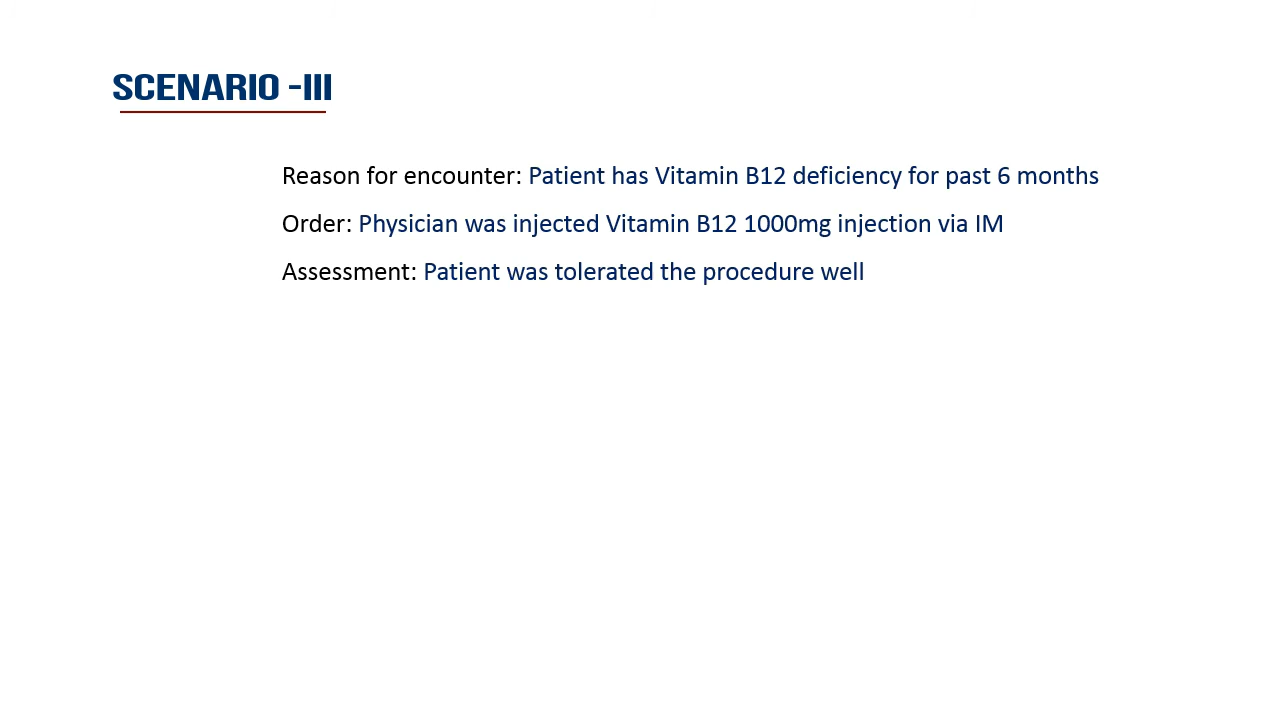 SCENARIO -III
Reason for encounter: Patient has Vitamin B12 deficiency for past 6 months
Order: Physician was injected Vitamin B12 1000mg injection via IM
Assessment: Patient was tolerated the procedure well